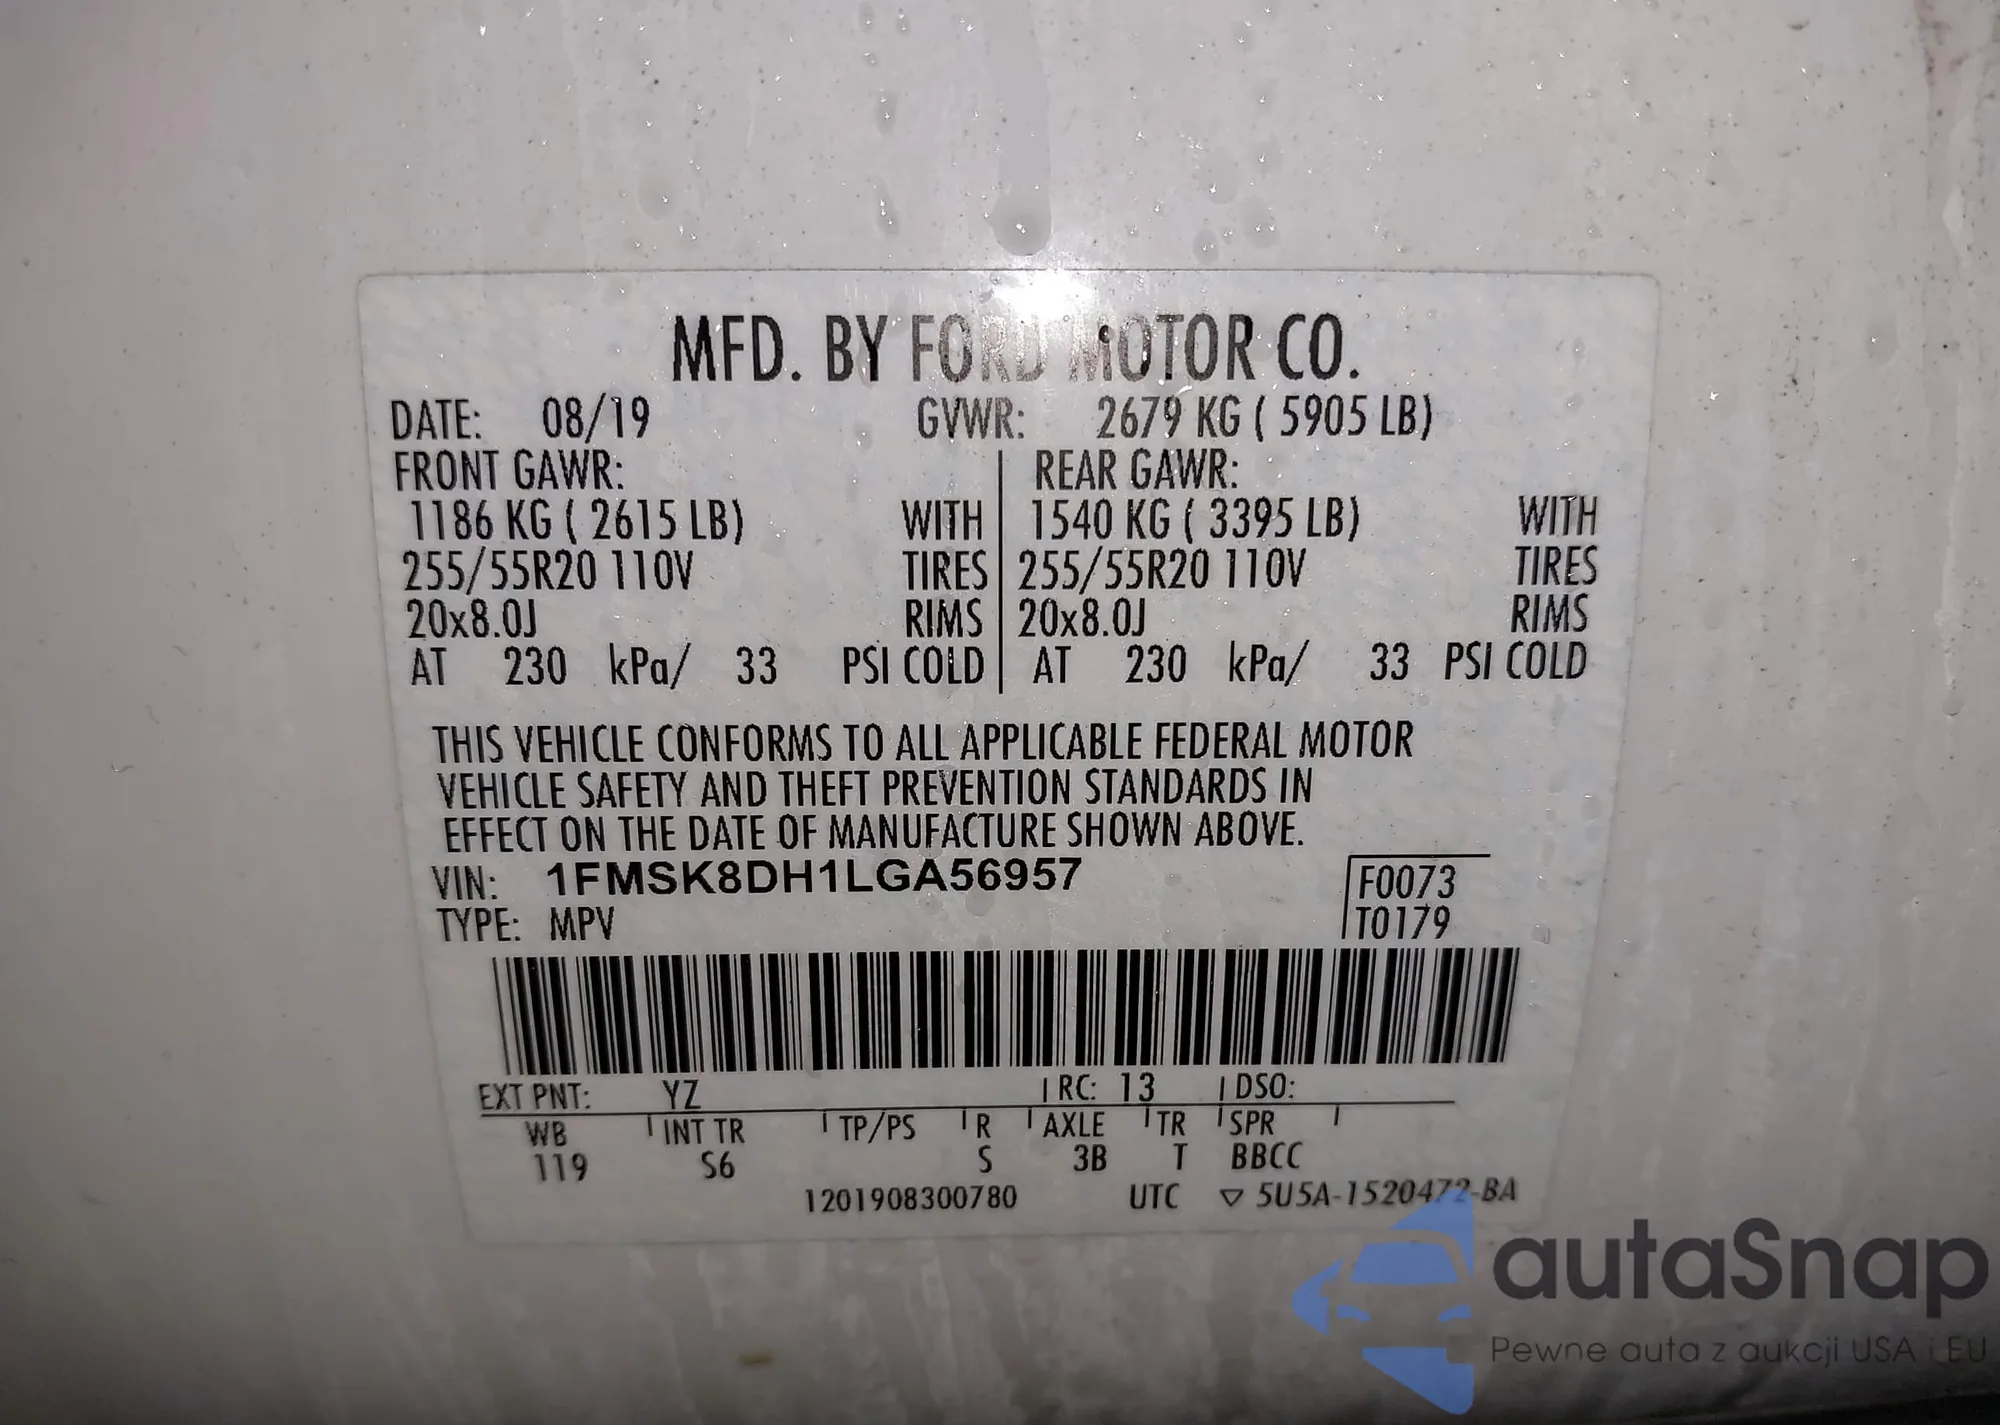 MFD. BY FORD MOTOR CO.
DATE: 08/19 GVWR: 2679 KG ( 5905 LB)
FRONT GAWR: REAR GAWR:
1186 KG ( 2615 LB) WITH 1540 KG ( 3395 LB) WITH
255/55R20 110V TIRES 255/55R20 110V TIRES
20x8.0J RIMS 20x8.0J RIMS
AT 230 kPa/ 33 PSI COLD AT 230 kPa/ 33 PSI COLD
THIS VEHICLE CONFORMS TO ALL APPLICABLE FEDERAL MOTOR
VEHICLE SAFETY AND THEFT PREVENTION STANDARDS IN
EFFECT ON THE DATE OF MANUFACTURE SHOWN ABOVE.
VIN: 1FMSK8DH1LGA56957 F0073
TYPE: MPV T0179
EXT PNT: YZ RC: 13 DSO:
WB INT TR TP/PS R AXLE TR SPR
119 S6 S 3B T BBCC
1201908300780 UTC ▽ 5U5A-1520472-BA
autaSnap
Pewne auta z aukcji USA i EU